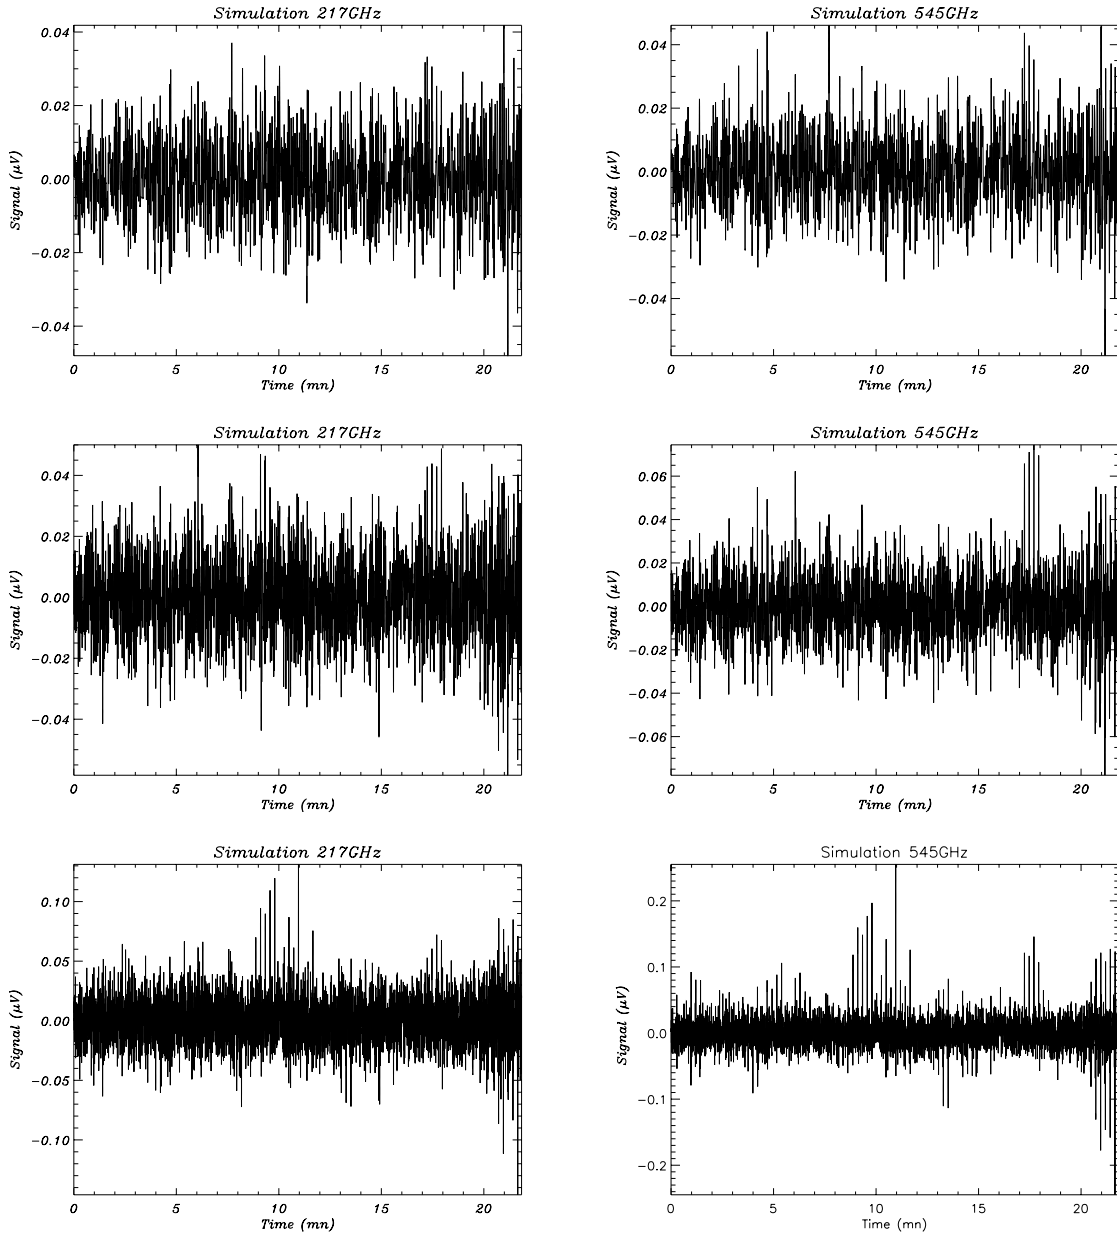 Simulation 217GHz
Signal (μV)
0.04
0.02
0.00
−0.02
−0.04
0 5 10 15 20
Time (mn)
Simulation 545GHz
Signal (μV)
0.04
0.02
0.00
−0.02
−0.04
0 5 10 15 20
Time (mn)
Simulation 217GHz
Signal (μV)
0.04
0.02
0.00
−0.02
−0.04
0 5 10 15 20
Time (mn)
Simulation 545GHz
Signal (μV)
0.06
0.04
0.02
0.00
−0.02
−0.04
−0.06
0 5 10 15 20
Time (mn)
Simulation 217GHz
Signal (μV)
0.10
0.05
0.00
−0.05
−0.10
0 5 10 15 20
Time (mn)
Simulation 545GHz
Signal (μV)
0.2
0.1
0.0
−0.1
−0.2
0 5 10 15 20
Time (mn)